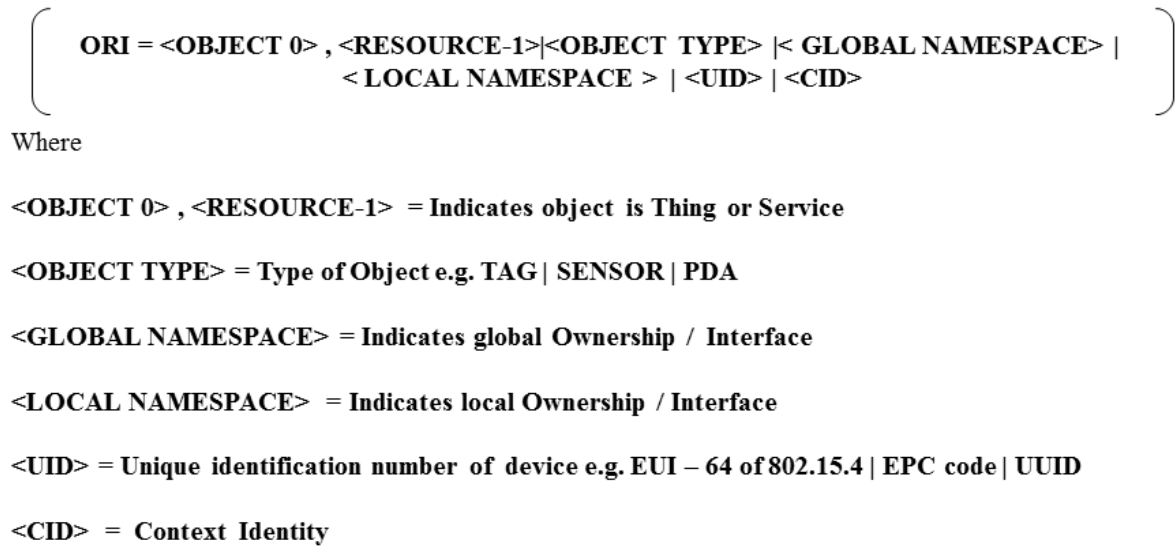 ORI = <OBJECT 0> , <RESOURCE-1>|<OBJECT TYPE> |< GLOBAL NAMESPACE> |
< LOCAL NAMESPACE > | <UID> | <CID>
Where
<OBJECT 0> , <RESOURCE-1> = Indicates object is Thing or Service
<OBJECT TYPE> = Type of Object e.g. TAG | SENSOR | PDA
<GLOBAL NAMESPACE> = Indicates global Ownership / Interface
<LOCAL NAMESPACE> = Indicates local Ownership / Interface
<UID> = Unique identification number of device e.g. EUI – 64 of 802.15.4 | EPC code | UUID
<CID> = Context Identity